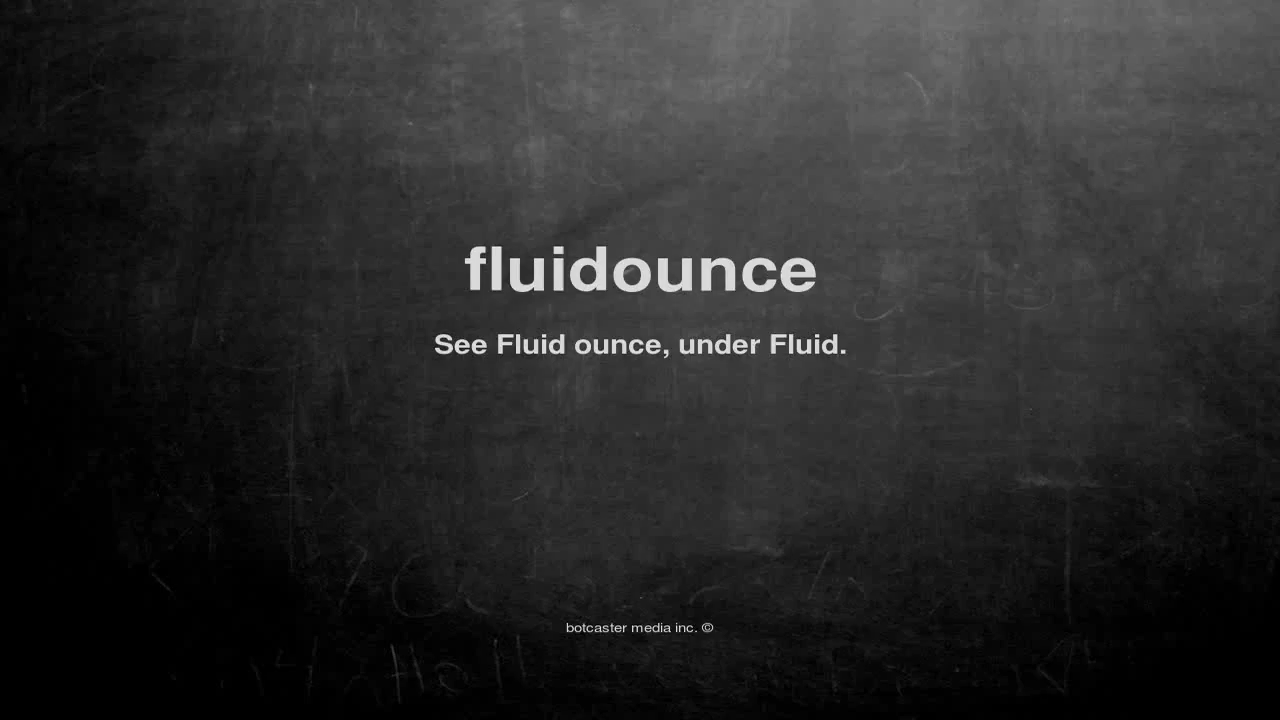 fluidounce
See Fluid ounce, under Fluid.
botcaster media inc. ©